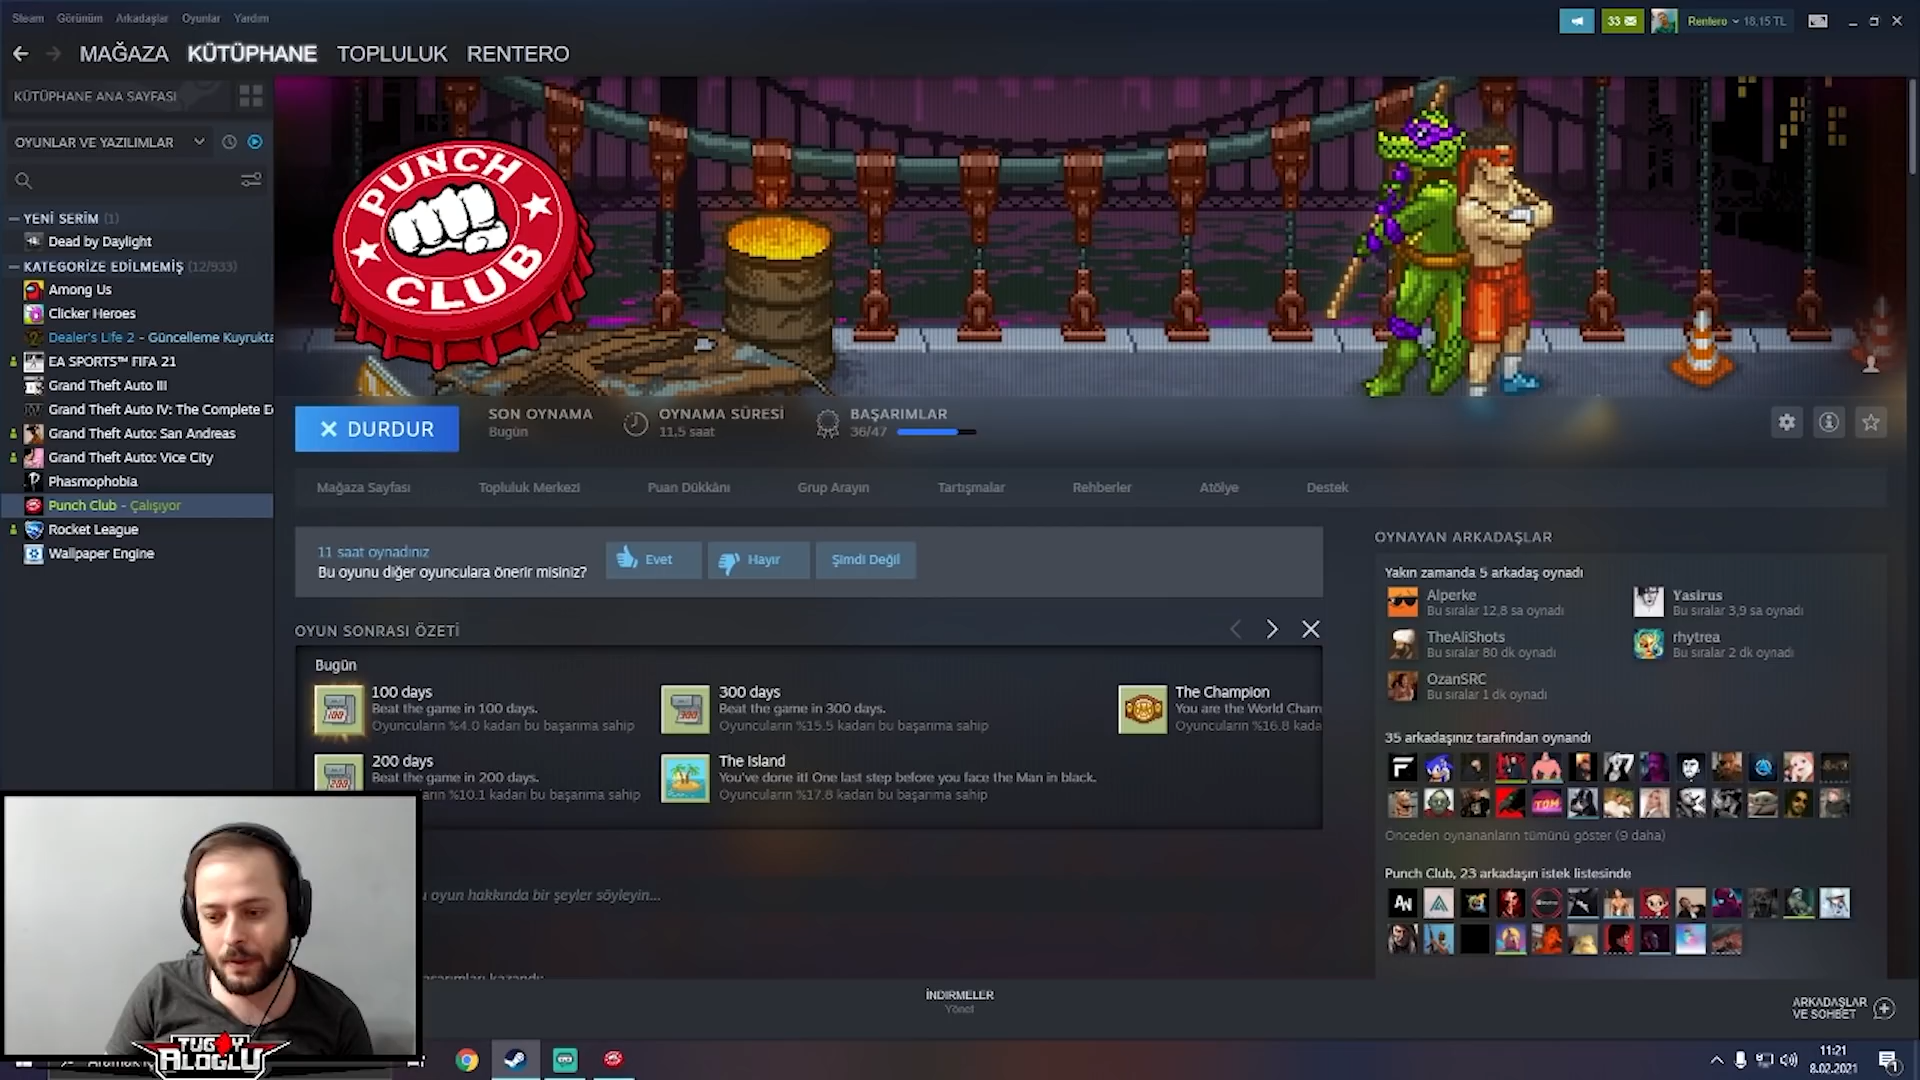 Steam Görünüm Arkadaşlar Oyunlar Yardım
33
Rentero 18,15 TL
MAĞAZA KÜTÜPHANE TOPLULUK RENTERO
KÜTÜPHANE ANA SAYFASI
OYUNLAR VE YAZILIMLAR
YENİ SERİM (1)
Dead by Daylight
KATEGORİZE EDİLMEMİŞ (12/933)
Among Us
Clicker Heroes
Dealer's Life 2 - Güncelleme Kuyrukta
EA SPORTS™ FIFA 21
Grand Theft Auto III
Grand Theft Auto IV: The Complete E
Grand Theft Auto: San Andreas
Grand Theft Auto: Vice City
Phasmophobia
Punch Club - Çalışıyor
Rocket League
Wallpaper Engine
PUNCH
CLUB
DURDUR
SON OYNAMA
Bugün
OYNAMA SÜRESİ
11,5 saat
BAŞARIMLAR
36/47
Mağaza Sayfası Topluluk Merkezi Puan Dükkânı Grup Arayın Tartışmalar Rehberler Atölye Destek
11 saat oynadınız
Bu oyunu diğer oyunculara önerir misiniz?
Evet Hayır Şimdi Değil
OYUN SONRASI ÖZETİ
Bugün
100 days
Beat the game in 100 days.
Oyuncuların %4.0 kadarı bu başarıma sahip
300 days
Beat the game in 300 days.
Oyuncuların %15.5 kadarı bu başarıma sahip
The Champion
You are the World Cham
Oyuncuların %16.8 kada
200 days
Beat the game in 200 days.
ların %10.1 kadarı bu başarıma sahip
The Island
You've done it! One last step before you face the Man in black.
Oyuncuların %17.8 kadarı bu başarıma sahip
oyun hakkında bir şeyler söyleyin...
OYNAYAN ARKADAŞLAR
Yakın zamanda 5 arkadaş oynadı
Alperke
Bu sıralar 12,8 sa oynadı
Yasirus
Bu sıralar 3,9 sa oynadı
TheAliShots
Bu sıralar 80 dk oynadı
rhytrea
Bu sıralar 2 dk oynadı
OzanSRC
Bu sıralar 1 dk oynadı
35 arkadaşınız tarafından oynandı
TOM
Önceden oynananların tümünü göster (9 daha)
Punch Club, 23 arkadaşın istek listesinde
İNDİRMELER
Yönet
ARKADAŞLAR
VE SOHBET
TUG Y
ALOGLU
11:21
8.02.2021